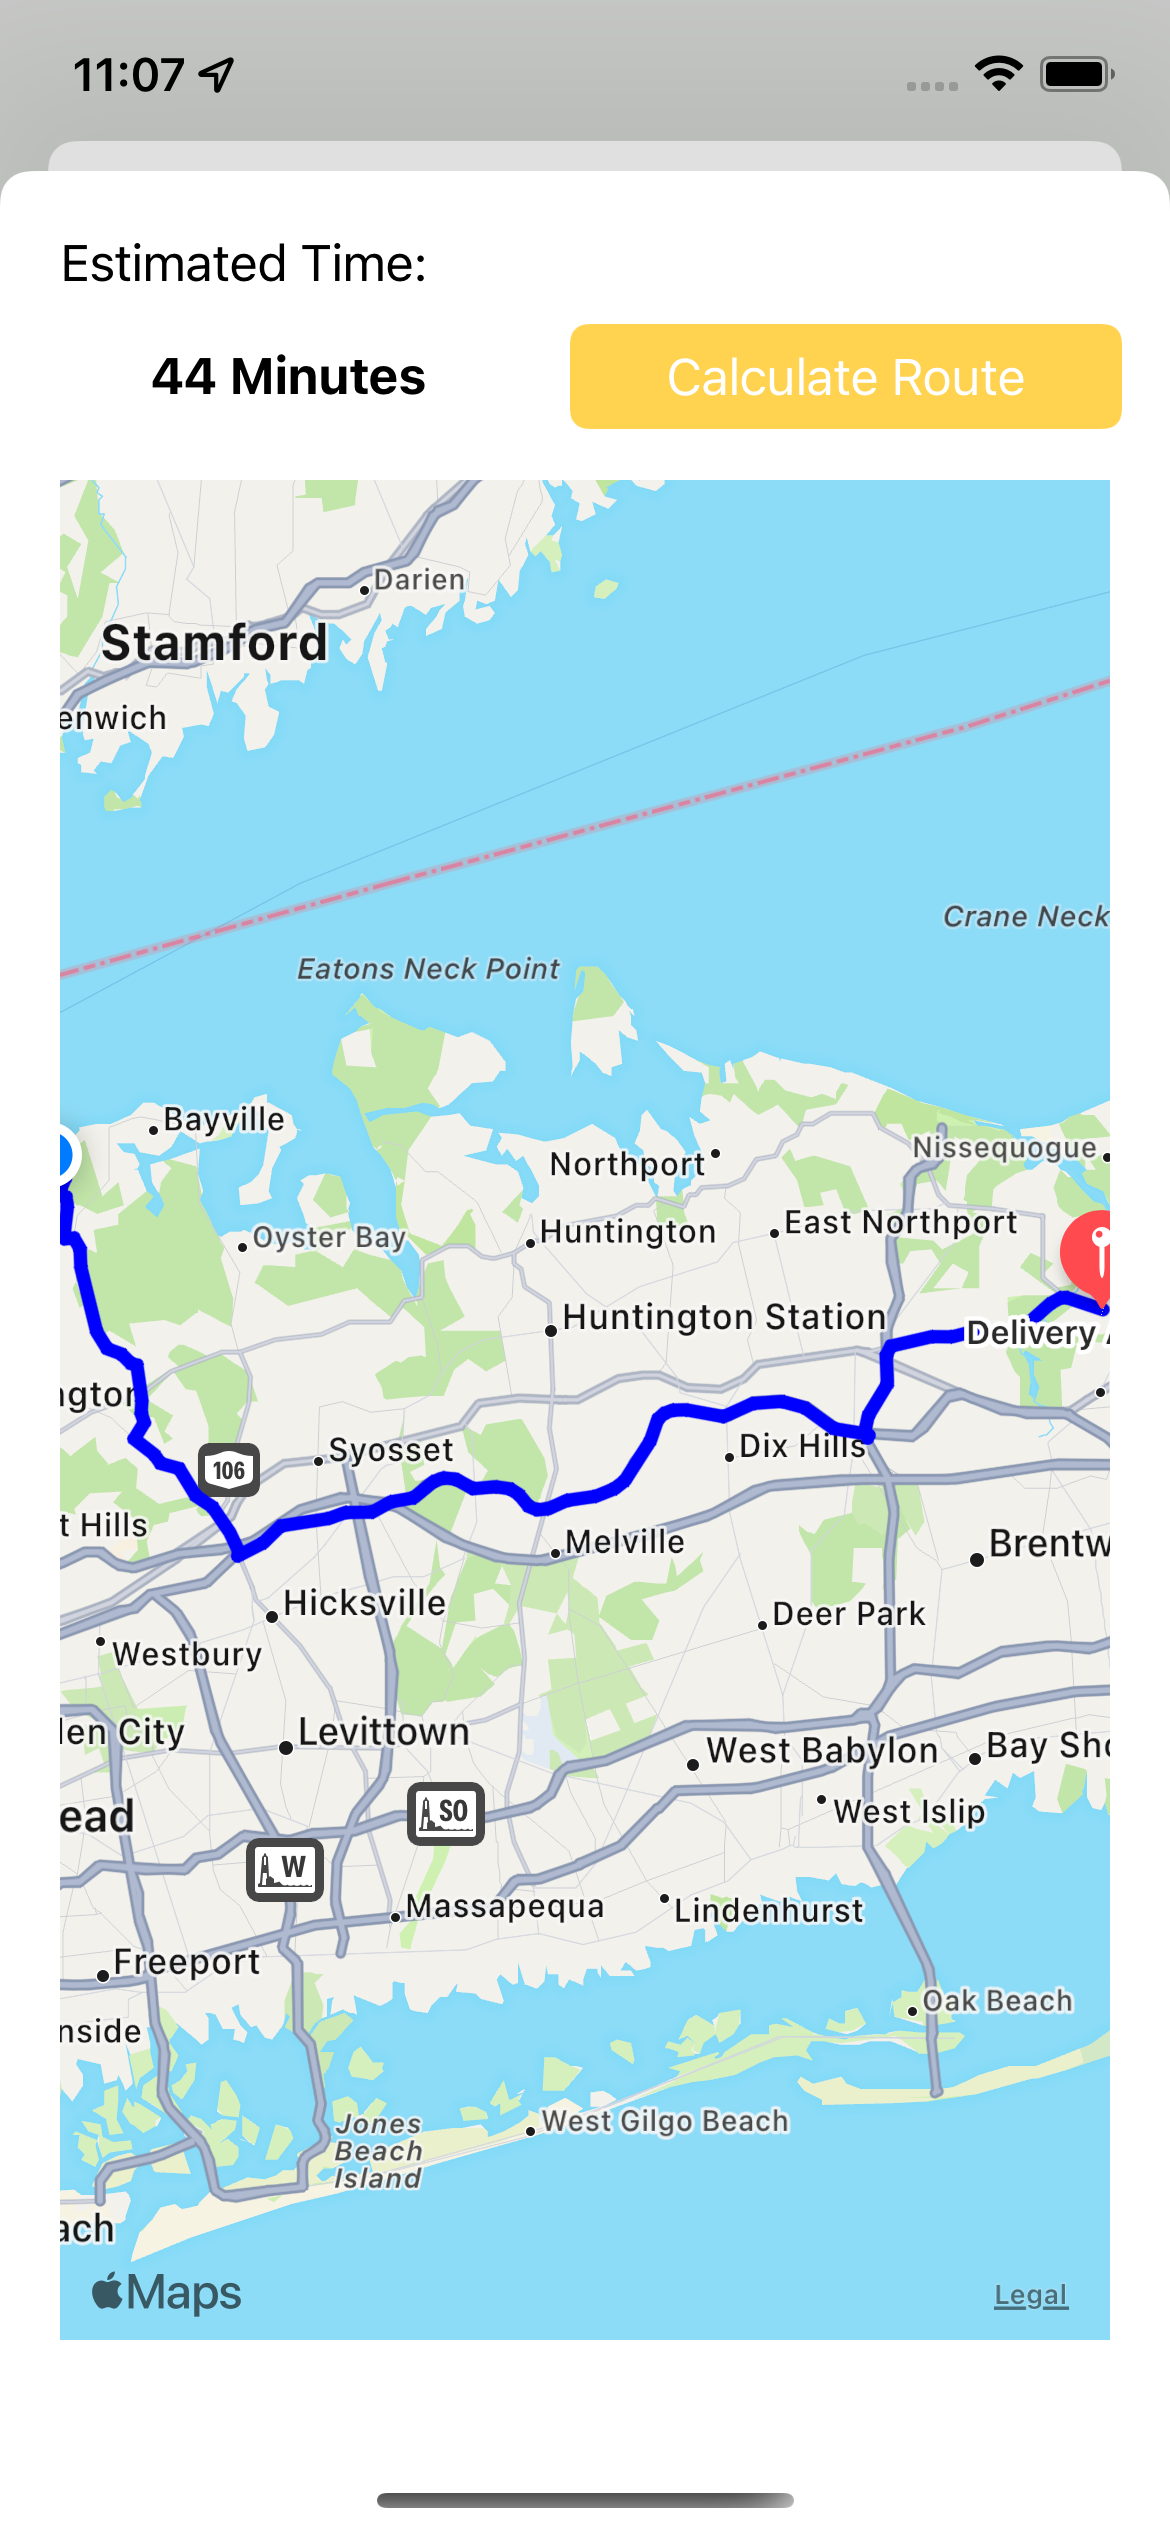 11:07
Estimated Time:
44 Minutes
Calculate Route
Darien
Stamford
enwich
Crane Neck
Eatons Neck Point
Bayville
Nissequogue
Northport
East Northport
Huntington
Oyster Bay
Huntington Station
Delivery
ngton
Syosset
Dix Hills
106
t Hills
Melville
Brentw
Hicksville
Deer Park
Westbury
len City
Levittown
West Babylon
Bay Sho
SO
West Islip
ead
W
Massapequa
Lindenhurst
Freeport
Oak Beach
nside
West Gilgo Beach
Jones
Beach
Island
ach
Maps
Legal